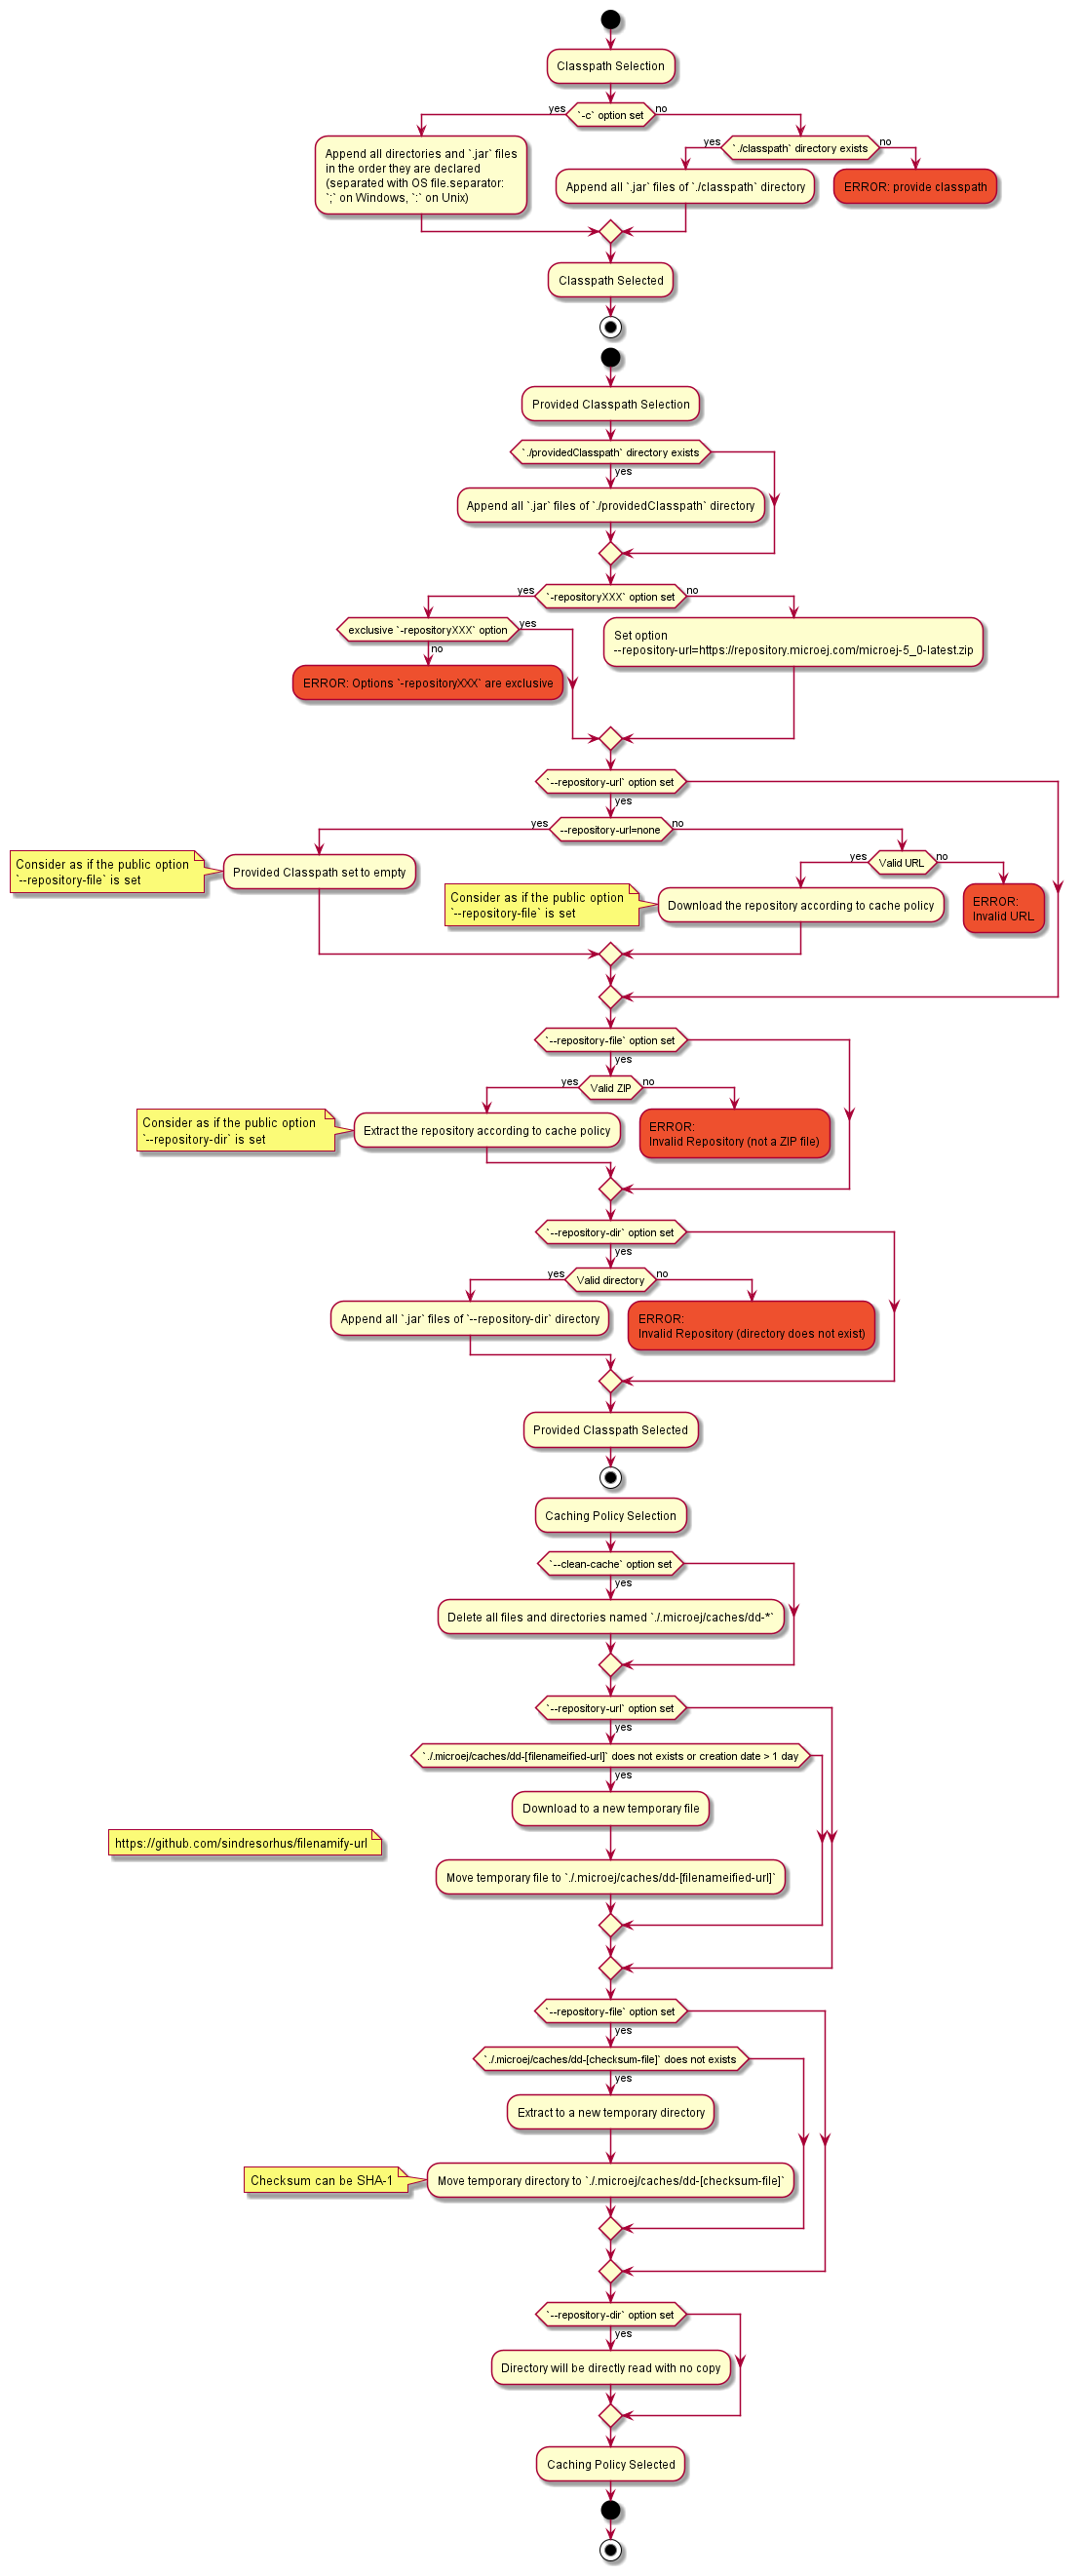 Classpath Selection
yes
`-c` option set
no
Append all directories and `.jar` files
in the order they are declared
(separated with OS file.separator:
`;` on Windows, `:` on Unix)
yes
`./classpath` directory exists
no
Append all `.jar` files of `./classpath` directory
ERROR: provide classpath
Classpath Selected
Provided Classpath Selection
`./providedClasspath` directory exists
yes
Append all `.jar` files of `./providedClasspath` directory
yes
`-repositoryXXX` option set
no
exclusive `-repositoryXXX` option
yes
no
ERROR: Options `-repositoryXXX` are exclusive
Set option
--repository-url=https://repository.microej.com/microej-5_0-latest.zip
`--repository-url` option set
yes
yes
--repository-url=none
no
Consider as if the public option
`--repository-file` is set
Provided Classpath set to empty
yes
Valid URL
no
Consider as if the public option
`--repository-file` is set
Download the repository according to cache policy
ERROR:
Invalid URL
`--repository-file` option set
yes
yes
Valid ZIP
no
Consider as if the public option
`--repository-dir` is set
Extract the repository according to cache policy
ERROR:
Invalid Repository (not a ZIP file)
`--repository-dir` option set
yes
yes
Valid directory
no
Append all `.jar` files of `--repository-dir` directory
ERROR:
Invalid Repository (directory does not exist)
Provided Classpath Selected
Caching Policy Selection
`--clean-cache` option set
yes
Delete all files and directories named `./.microej/caches/dd-*`
`--repository-url` option set
yes
`./.microej/caches/dd-[filenameified-url]` does not exists or creation date > 1 day
yes
Download to a new temporary file
https://github.com/sindresorhus/filenamify-url
Move temporary file to `./.microej/caches/dd-[filenameified-url]`
`--repository-file` option set
yes
`./.microej/caches/dd-[checksum-file]` does not exists
yes
Extract to a new temporary directory
Checksum can be SHA-1
Move temporary directory to `./.microej/caches/dd-[checksum-file]`
`--repository-dir` option set
yes
Directory will be directly read with no copy
Caching Policy Selected